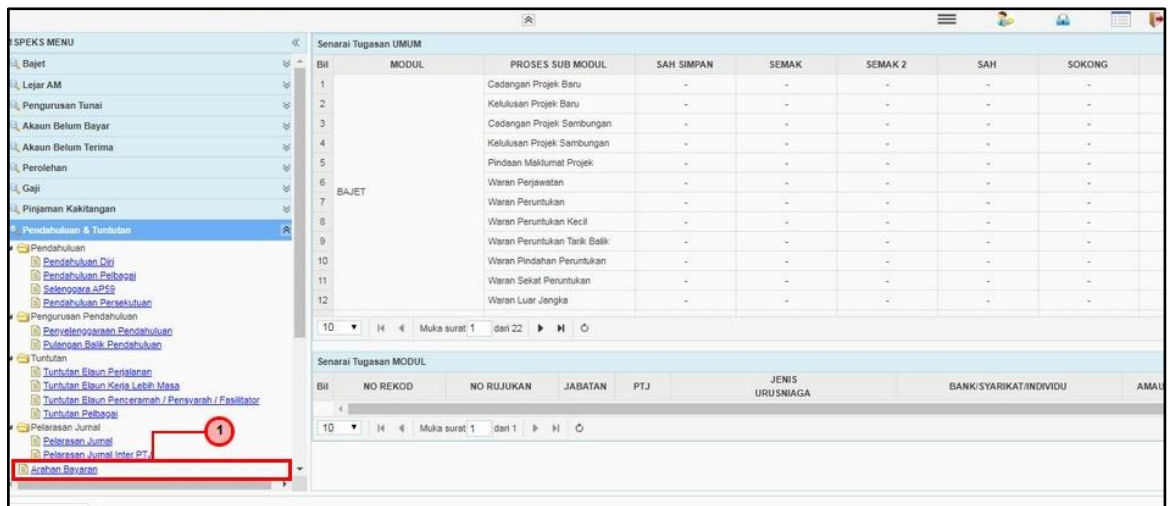 ISPEKS MENU
Bajet
Lejar AM
Pengurusan Tunai
Akaun Belum Bayar
Akaun Belum Terima
Perolehan
Gaji
Pinjaman Kakitangan
Pendahuluan & Tuntutan
Pendahuluan
Pendahuluan Diri
Pendahuluan Pelbagai
Selenggara AP59
Pendahuluan Persekutuan
Pengurusan Pendahuluan
Penyelenggaraan Pendahuluan
Pulangan Balik Pendahuluan
Tuntutan
Tuntutan Elaun Perjalanan
Tuntutan Elaun Kerja Lebih Masa
Tuntutan Elaun Penceramah / Pensyarah / Fasilitator
Tuntutan Pelbagai
Pelarasan Jurnal
Pelarasan Jurnal
Pelarasan Jurnal Inter PTJ
Arahan Bayaran
1
Senarai Tugasan UMUM
Bil MODUL PROSES SUB MODUL SAH SIMPAN SEMAK SEMAK 2 SAH SOKONG
1 Cadangan Projek Baru - - - - -
2 Kelulusan Projek Baru - - - - -
3 Cadangan Projek Sambungan - - - - -
4 Kelulusan Projek Sambungan - - - - -
5 Pindaan Maklumat Projek - - - - -
6 Waran Perjawatan - - - - -
BAJET
7 Waran Peruntukan - - - - -
8 Waran Peruntukan Kecil - - - - -
9 Waran Peruntukan Tarik Balik - - - - -
10 Waran Pindahan Peruntukan - - - - -
11 Waran Sekat Peruntukan - - - - -
12 Waran Luar Jangka - - - - -
10 Muka surat 1 dari 22
Senarai Tugasan MODUL
Bil NO REKOD NO RUJUKAN JABATAN PTJ JENIS URUSNIAGA BANK/SYARIKAT/INDIVIDU AMAU
10 Muka surat 1 dari 1